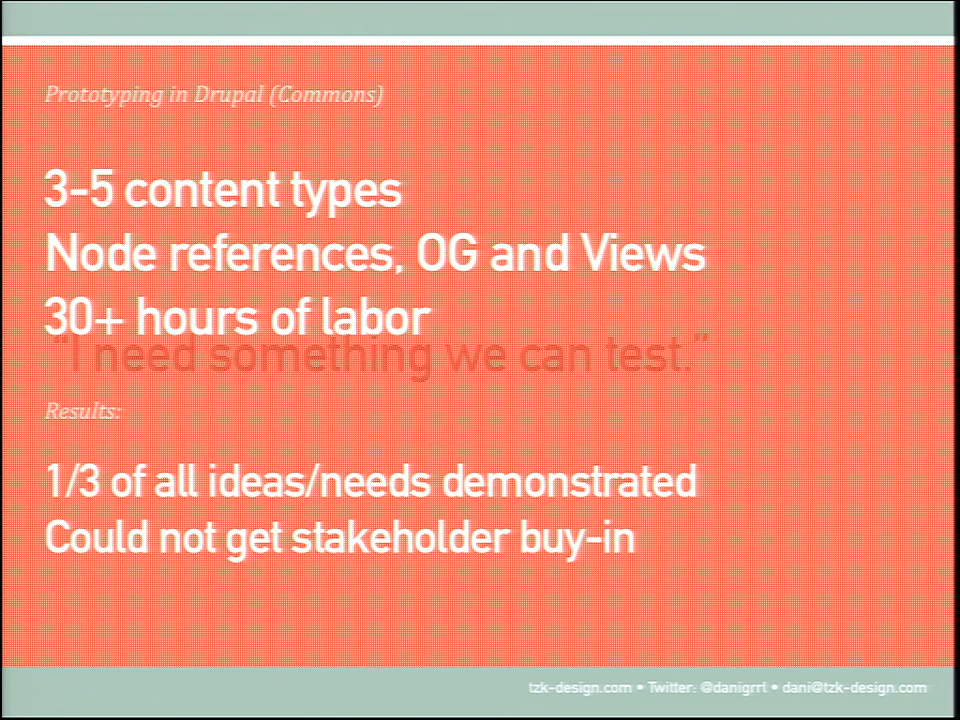 Prototyping in Drupal (Commons)
3-5 content types
Node references, OG and Views
30+ hours of labor
“I need something we can test.”
Results:
1/3 of all ideas/needs demonstrated
Could not get stakeholder buy-in
tzk-design.com • Twitter: @danigrrl • dani@tzk-design.com